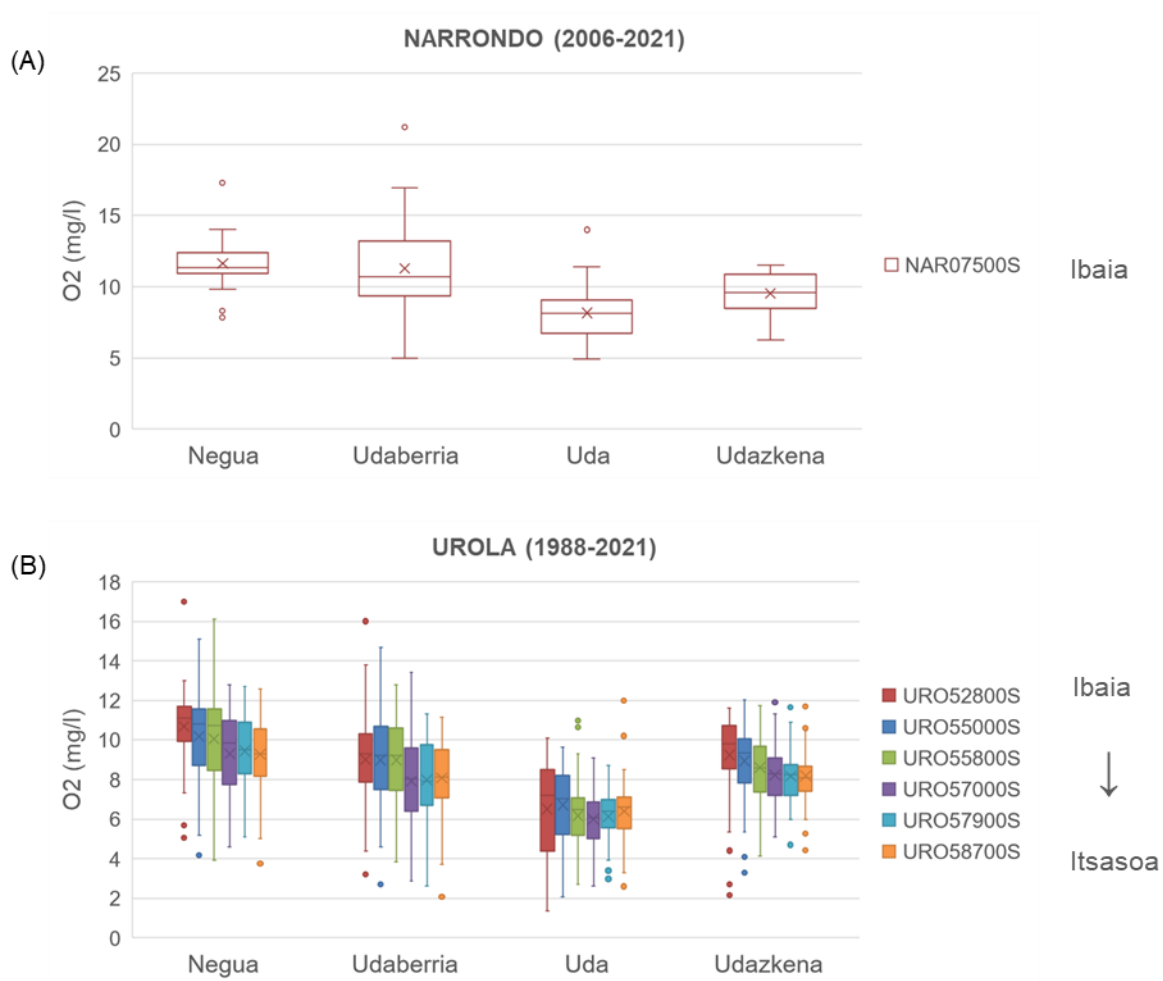 (A)
NARRONDO (2006-2021)
25
20
15
10
5
0
O2 (mg/l)
Negua Udaberria Uda Udazkena
NAR07500S
Ibaia
(B)
UROLA (1988-2021)
18
16
14
12
10
8
6
4
2
0
O2 (mg/l)
Negua Udaberria Uda Udazkena
URO52800S
URO55000S
URO55800S
URO57000S
URO57900S
URO58700S
Ibaia
↓
Itsasoa